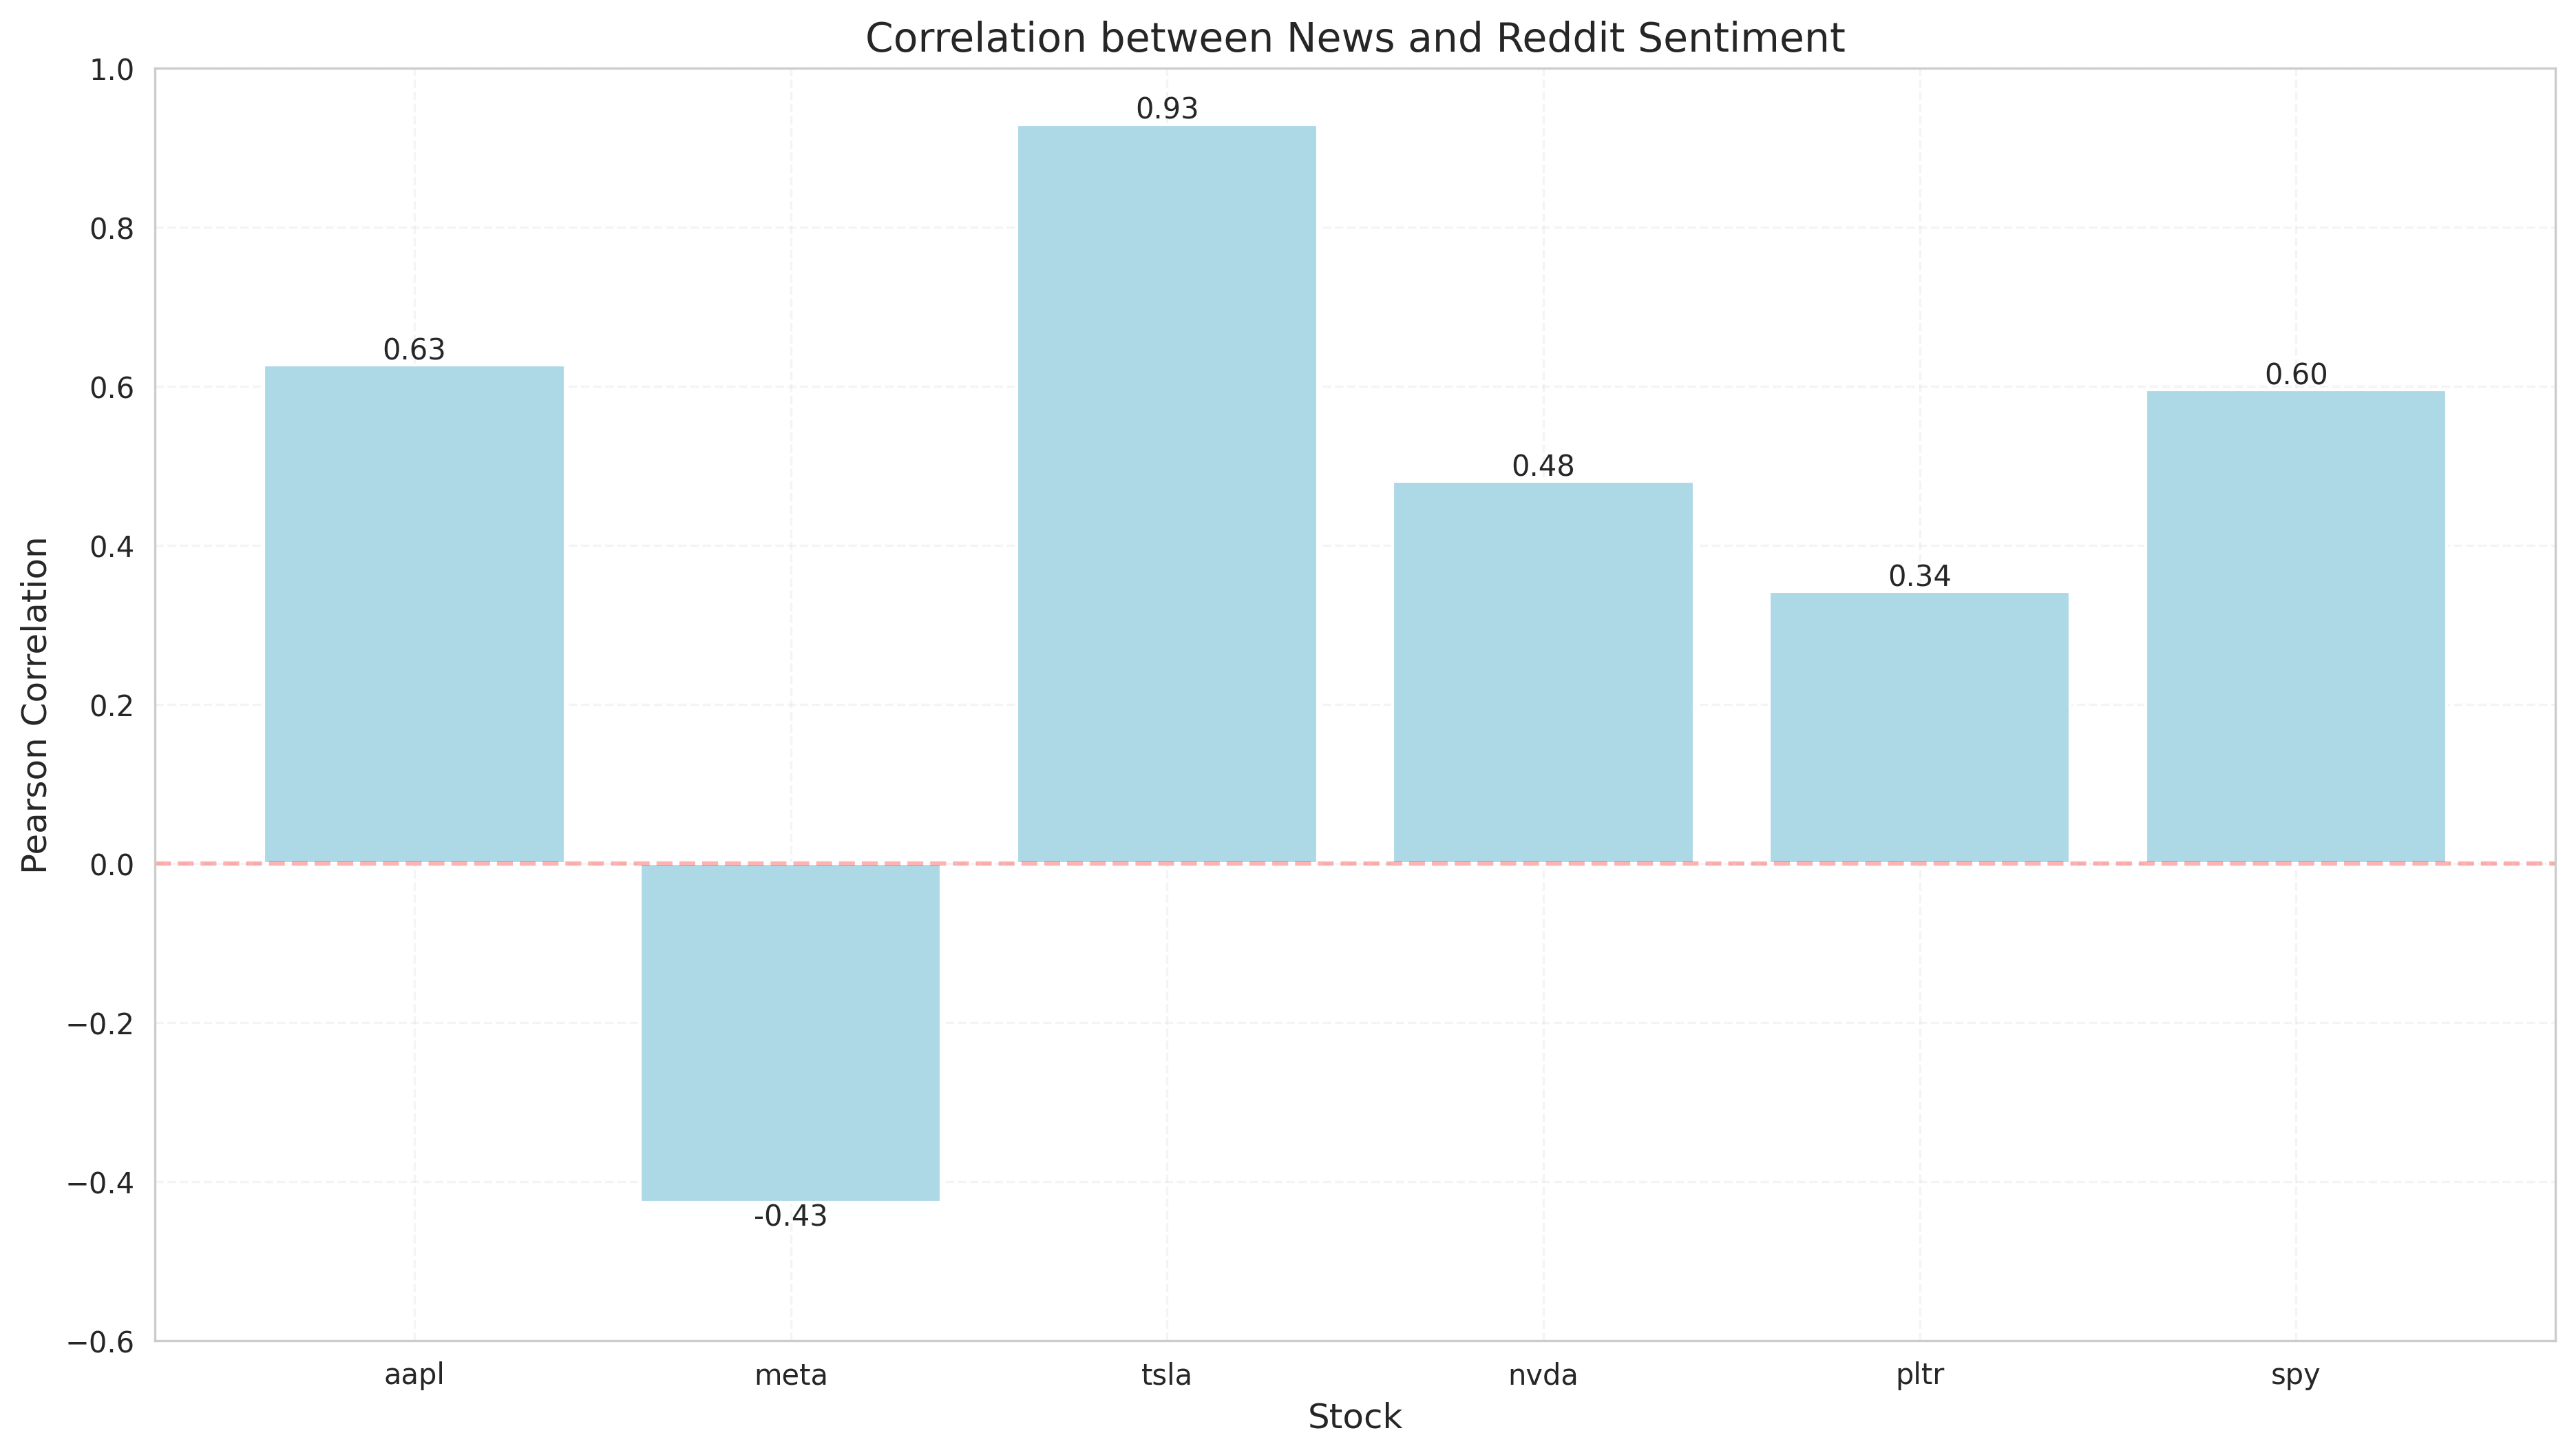 Correlation between News and Reddit Sentiment
1.0
0.8
0.6
0.4
0.2
0.0
−0.2
−0.4
−0.6
Pearson Correlation
0.63
-0.43
0.93
0.48
0.34
0.60
aapl
meta
tsla
nvda
pltr
spy
Stock